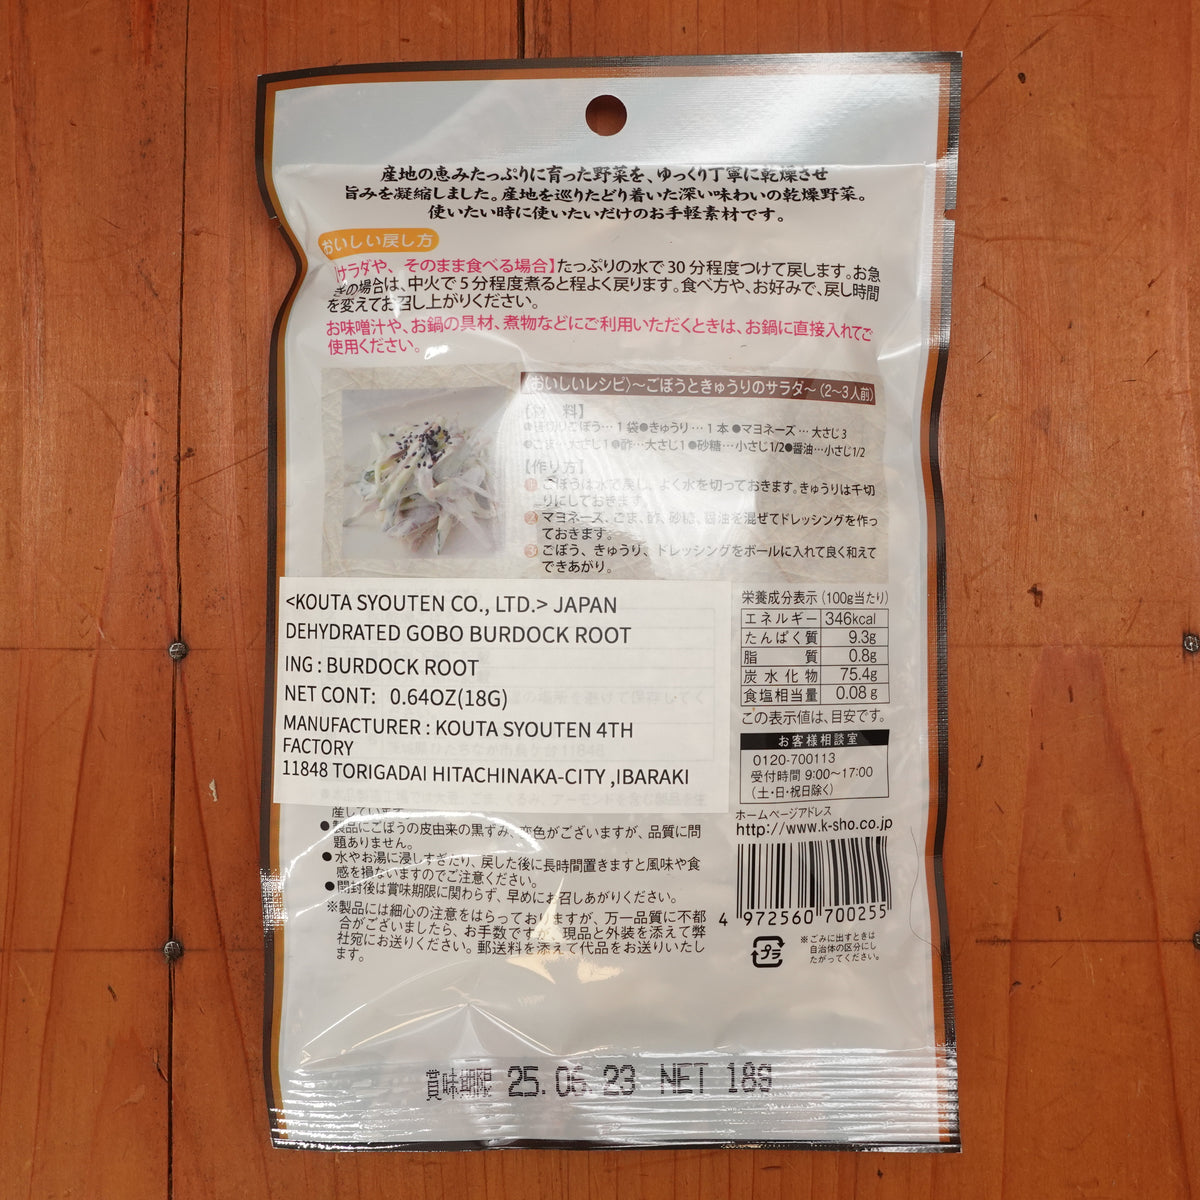 産地の恵みたっぷりに育った野菜を、ゆっくり丁寧に乾燥させ
旨みを凝縮しました。産地を巡りたどり着いた深い味わいの乾燥野菜。
使いたい時に使いたいだけのお手軽素材です。
おいしい戻し方
【サラダや、そのまま食べる場合】たっぷりの水で30分程度つけて戻します。お急
ぎの場合は、中火で5分程度煮ると程よく戻ります。食べ方や、お好みで、戻し時間
を変えてお召し上がりください。
お味噌汁や、お鍋の具材、煮物などにご利用いただくときは、お鍋に直接入れてご
使用ください。
〈おいしいレシピ〉～ごぼうときゅうりのサラダ～(2～3人前)
【材 料】
ごぼう…1袋●きゅうり…1本●マヨネーズ…大さじ3
●ごま…大さじ1●酢…大さじ1●砂糖…小さじ1/2●醤油…小さじ1/2
【作り方】
1 ごぼうは水で戻し、よく水を切っておきます。きゅうりは千切
りにしておきます。
2 マヨネーズ、ごま、酢、砂糖、醤油を混ぜてドレッシングを作っ
ておきます。
3 ごぼう、きゅうり、ドレッシングをボールに入れて良く和えて
できあがり。
<KOUTA SYOUTEN CO., LTD.> JAPAN
DEHYDRATED GOBO BURDOCK ROOT
ING : BURDOCK ROOT
NET CONT: 0.64OZ(18G)
MANUFACTURER : KOUTA SYOUTEN 4TH
FACTORY
11848 TORIGADAI HITACHINAKA-CITY ,IBARAKI
栄養成分表示(100g当たり)
エネルギー 346kcal
たんぱく質 9.3g
脂質 0.8g
炭水化物 75.4g
食塩相当量 0.08g
この表示値は、目安です。
お客様相談室
0120-700113
受付時間 9:00～17:00
(土・日・祝日除く)
ホームページアドレス
http://www.k-sho.co.jp
4 972560 700255
プラ
※ごみに出すときは
自治体の区分にし
たがってください。
産しています。
●製品にごぼうの皮由来の黒ずみ、変色がございますが、品質に問
題ありません。
●水やお湯に浸しすぎたり、戻した後に長時間置きますと風味や食
感を損ないますのでご注意ください。
●開封後は賞味期限に関わらず、早めにお召しあがりください。
※製品には細心の注意をはらっておりますが、万一品質に不都
合がございましたら、お手数ですが、現品と外装を添えて弊
社宛にお送りください。郵送料を添えて代品をお送りいたし
ます。
賞味期限 25.06.23 NET 18g